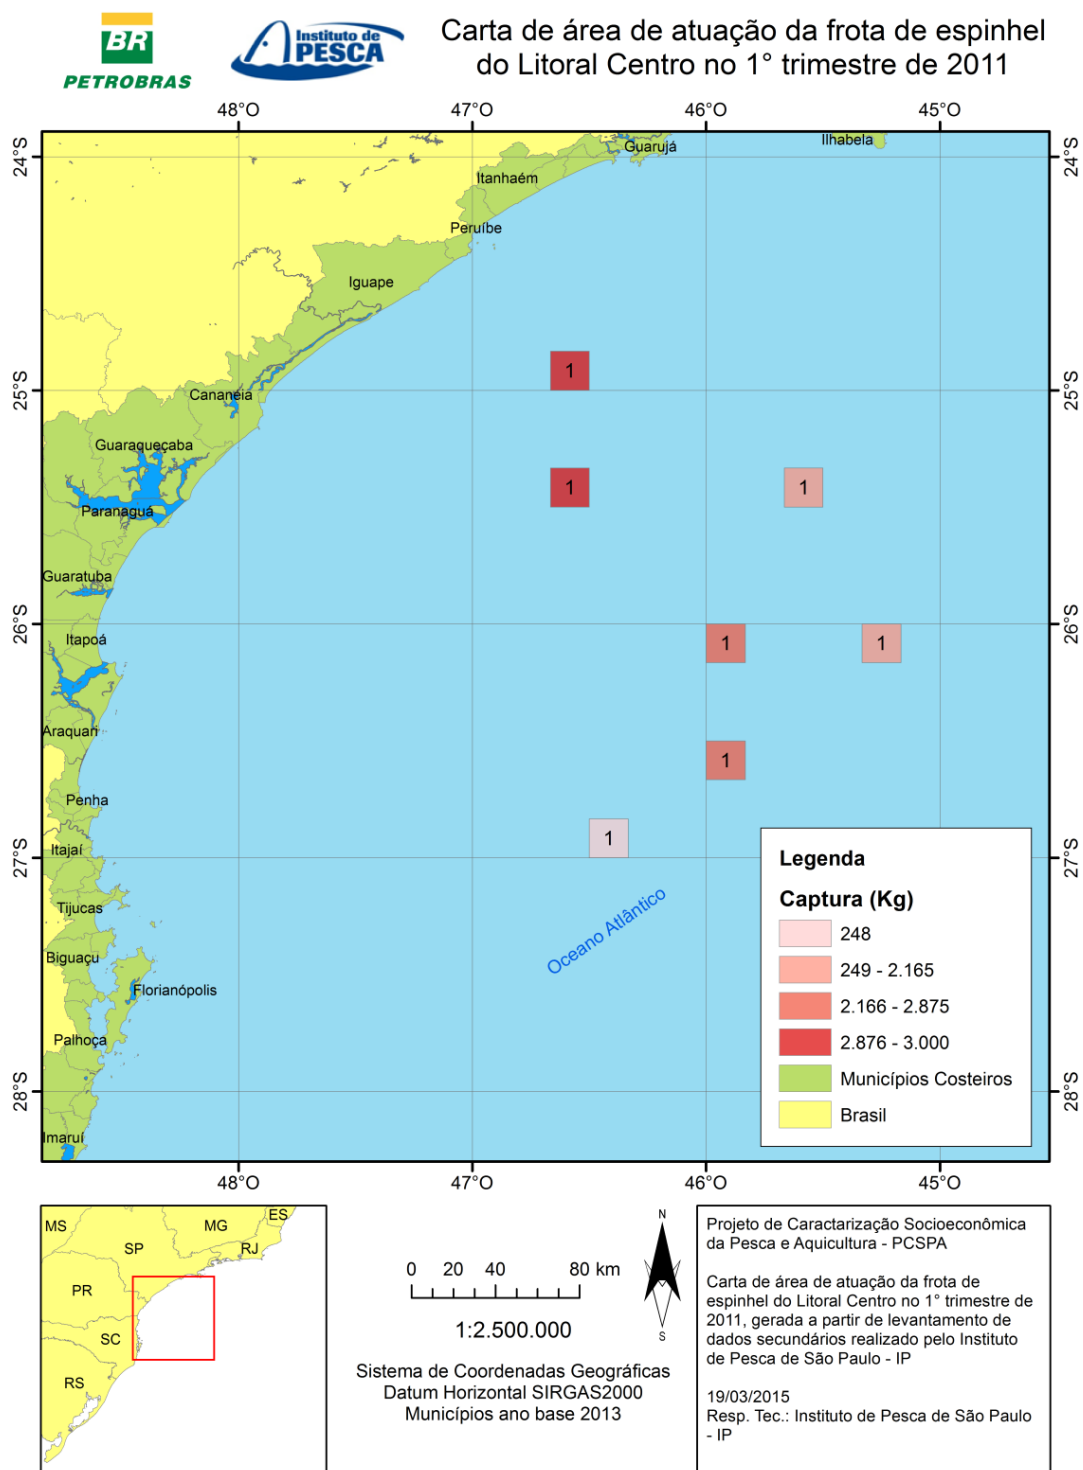 BR
PETROBRAS
Instituto de
PESCA
Carta de área de atuação da frota de espinhel
do Litoral Centro no 1° trimestre de 2011
48°O 47°O 46°O 45°O
24°S 24°S
25°S 25°S
26°S 26°S
27°S 27°S
28°S 28°S
Guarujá
Ilhabela
Itanhaém
Peruíbe
Iguape
Cananéia
Guaraqueçaba
Paranaguá
Guaratuba
Itapoá
Araquari
Penha
Itajaí
Tijucas
Biguaçu
Florianópolis
Palhoça
Imaruí
1
1 1
1 1
1
1
Oceano Atlântico
Legenda
Captura (Kg)
248
249 - 2.165
2.166 - 2.875
2.876 - 3.000
Municípios Costeiros
Brasil
48°O 47°O 46°O 45°O
MS
MG
ES
SP
RJ
PR
SC
RS
0 20 40 80 km
1:2.500.000
Sistema de Coordenadas Geográficas
Datum Horizontal SIRGAS2000
Municípios ano base 2013
N
S
Projeto de Caractarização Socioeconômica
da Pesca e Aquicultura - PCSPA
Carta de área de atuação da frota de
espinhel do Litoral Centro no 1° trimestre de
2011, gerada a partir de levantamento de
dados secundários realizado pelo Instituto
de Pesca de São Paulo - IP
19/03/2015
Resp. Tec.: Instituto de Pesca de São Paulo
- IP